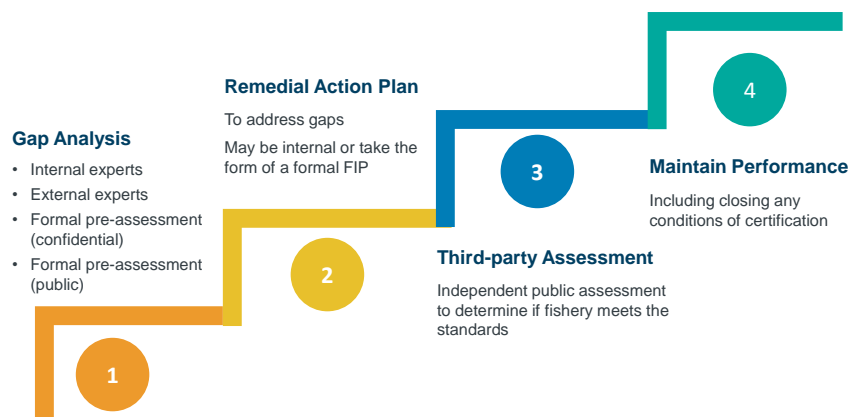 Gap Analysis
• Internal experts
• External experts
• Formal pre-assessment
(confidential)
• Formal pre-assessment
(public)
1
Remedial Action Plan
To address gaps
May be internal or take the
form of a formal FIP
2
3
Third-party Assessment
Independent public assessment
to determine if fishery meets the
standards
4
Maintain Performance
Including closing any
conditions of certification